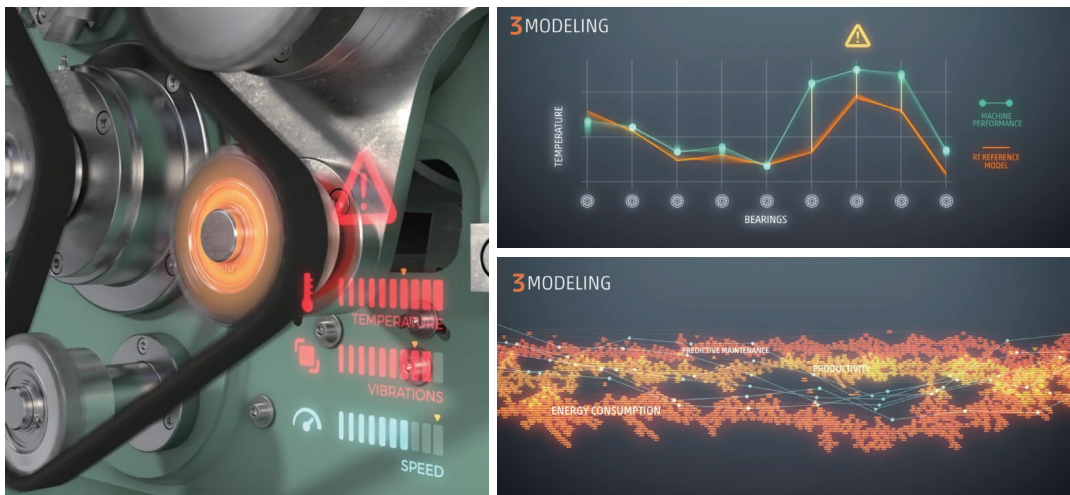 TEMPERATURE
VIBRATIONS
SPEED
3 MODELING
TEMPERATURE
MACHINE
PERFORMANCE
RT REFERENCE
MODEL
BEARINGS
3 MODELING
PREDICTIVE MAINTENANCE
PRODUCTIVITY
ENERGY CONSUMPTION